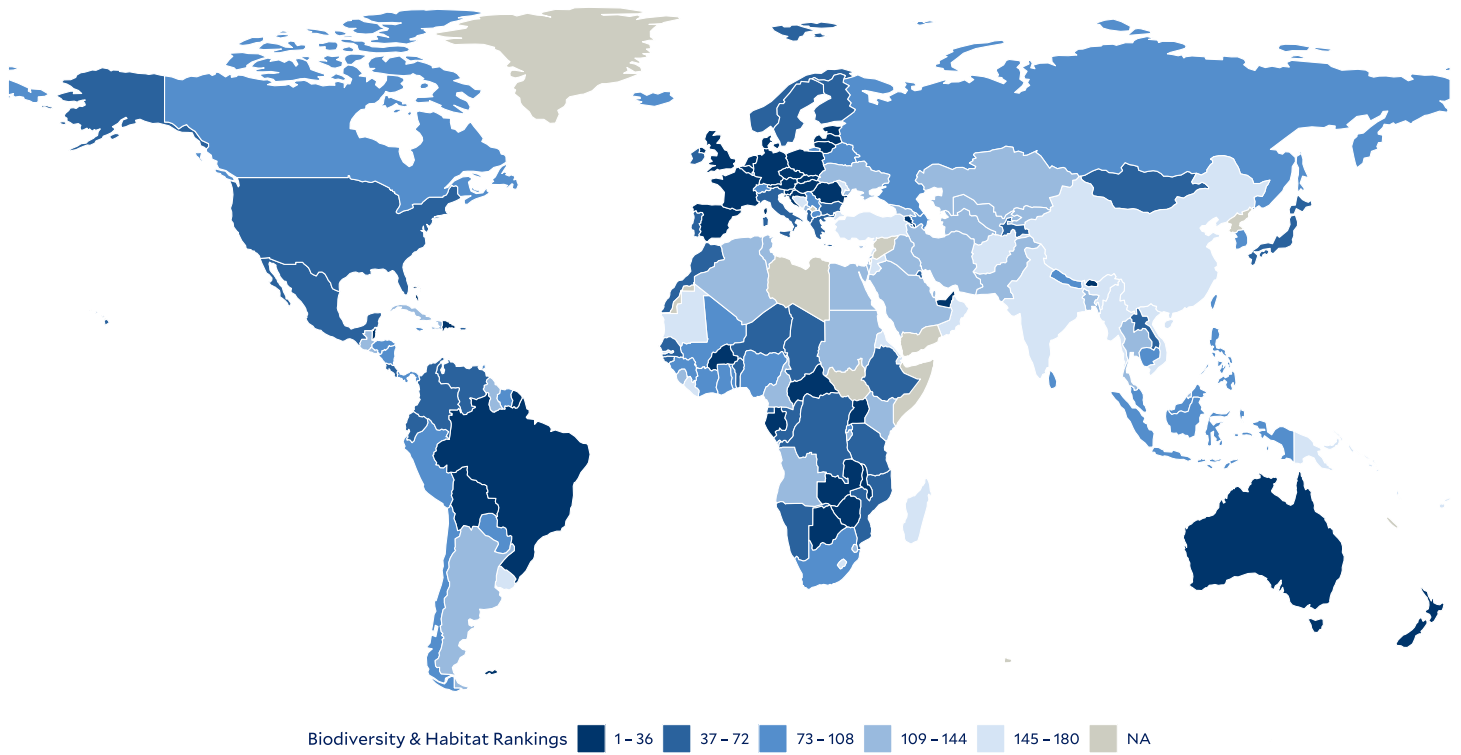 Biodiversity & Habitat Rankings 1 – 36 37 – 72 73 – 108 109 – 144 145 – 180 NA